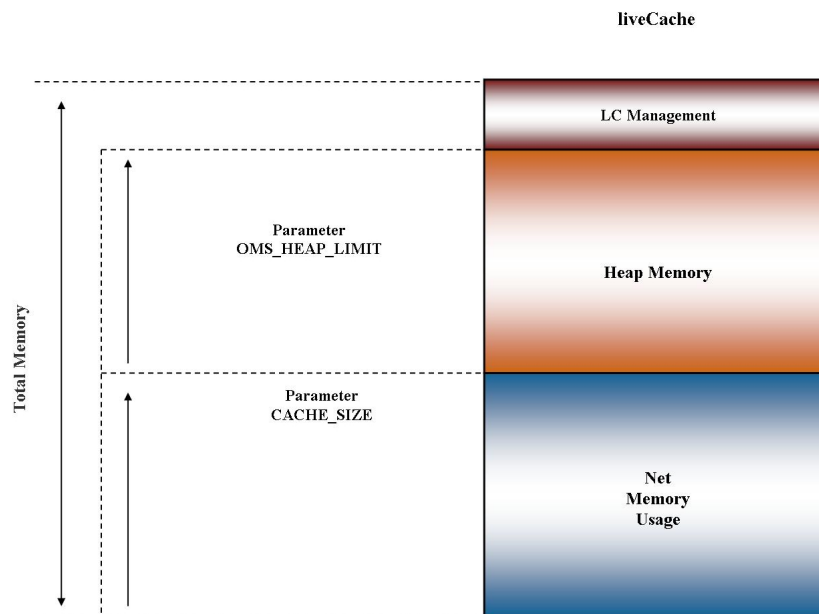 liveCache
LC Management
Parameter
OMS_HEAP_LIMIT
Heap Memory
Total Memory
Parameter
CACHE_SIZE
Net
Memory
Usage